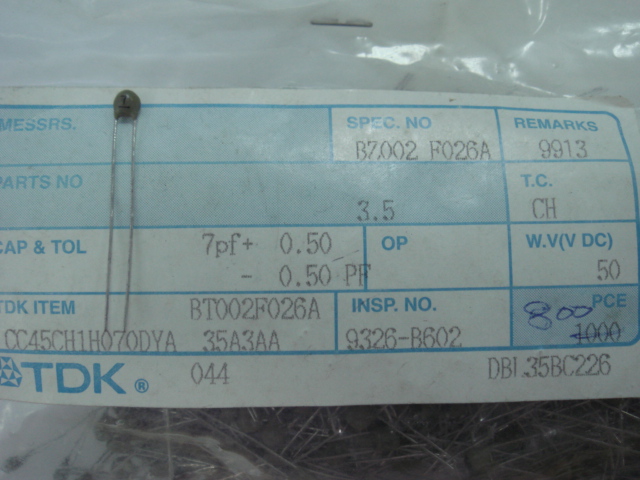 MESSRS.
SPEC. NO
B7002 F026A
REMARKS
9913
PARTS NO
3.5
T.C.
CH
CAP & TOL
7pf+ 0.50
- 0.50 PF
OP
W.V(V DC)
50
TDK ITEM
BT002F026A
CC45CH1H070DYA 35A3AA
INSP. NO.
9326-B602
800 PCE
1000
TDK ®
044